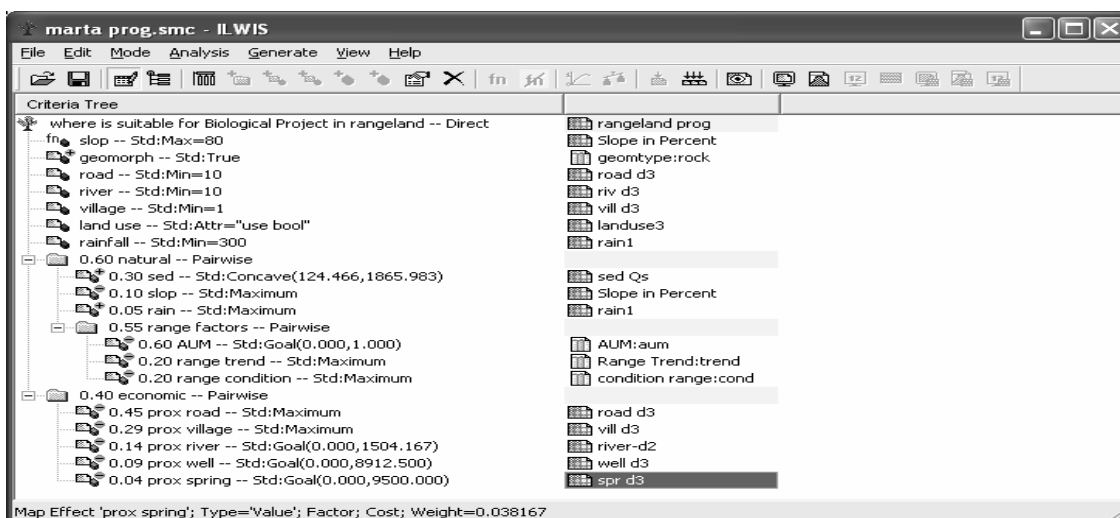 marta prog.smc - ILWIS
File Edit Mode Analysis Generate View Help
fn fn 12 12
Criteria Tree
where is suitable for Biological Project in rangeland -- Direct rangeland prog
fn slop -- Std:Max=80 Slope in Percent
geomorph -- Std:True geomtype:rock
road -- Std:Min=10 road d3
river -- Std:Min=10 riv d3
village -- Std:Min=1 vill d3
land use -- Std:Attr="use bool" landuse3
rainfall -- Std:Min=300 rain1
0.60 natural -- Pairwise
0.30 sed -- Std:Concave(124.466,1865.983) sed Qs
0.10 slop -- Std:Maximum Slope in Percent
0.05 rain -- Std:Maximum rain1
0.55 range factors -- Pairwise
0.60 AUM -- Std:Goal(0.000,1.000) AUM:aum
0.20 range trend -- Std:Maximum Range Trend:trend
0.20 range condition -- Std:Maximum condition range:cond
0.40 economic -- Pairwise
0.45 prox road -- Std:Maximum road d3
0.29 prox village -- Std:Maximum vill d3
0.14 prox river -- Std:Goal(0.000,1504.167) river-d2
0.09 prox well -- Std:Goal(0.000,8912.500) well d3
0.04 prox spring -- Std:Goal(0.000,9500.000) spr d3
Map Effect 'prox spring'; Type='Value'; Factor; Cost; Weight=0.038167